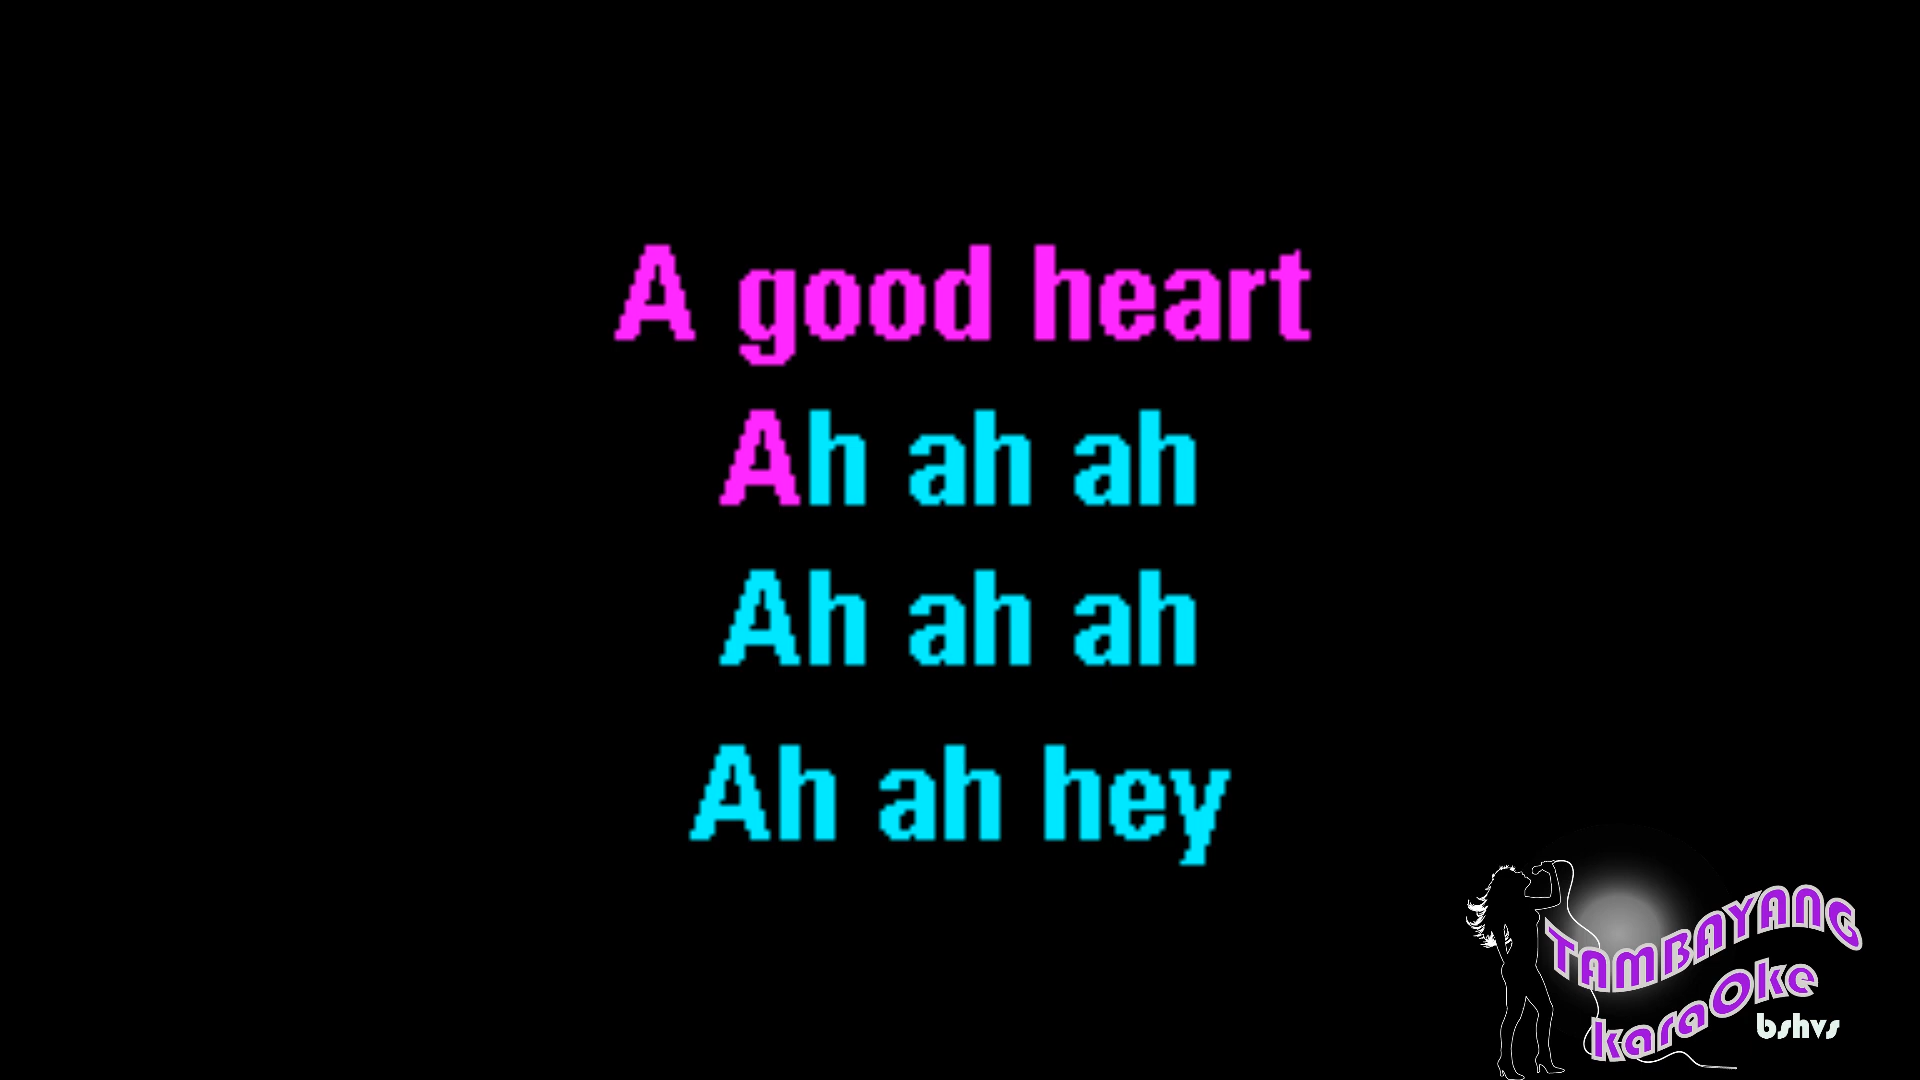 A good heart
Ah ah ah
Ah ah ah
Ah ah hey
TAMBAYANG
karaOke
bshvs